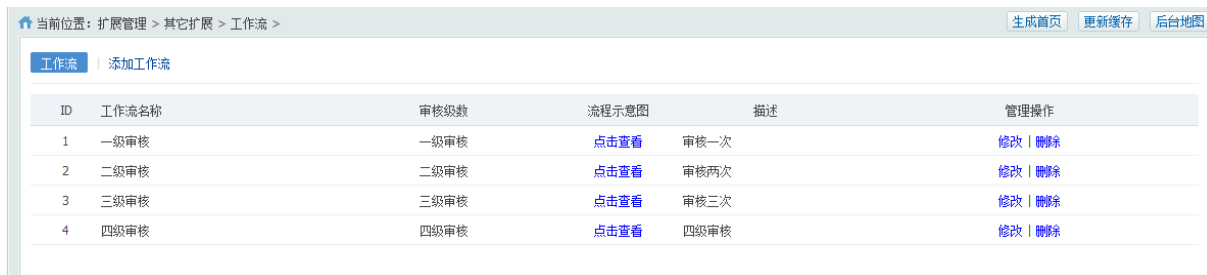 当前位置：扩展管理 > 其它扩展 > 工作流 > 生成首页 更新缓存 后台地图
工作流 添加工作流
ID 工作流名称 审核级数 流程示意图 描述 管理操作
1 一级审核 一级审核 点击查看 审核一次 修改 | 删除
2 二级审核 二级审核 点击查看 审核两次 修改 | 删除
3 三级审核 三级审核 点击查看 审核三次 修改 | 删除
4 四级审核 四级审核 点击查看 四级审核 修改 | 删除